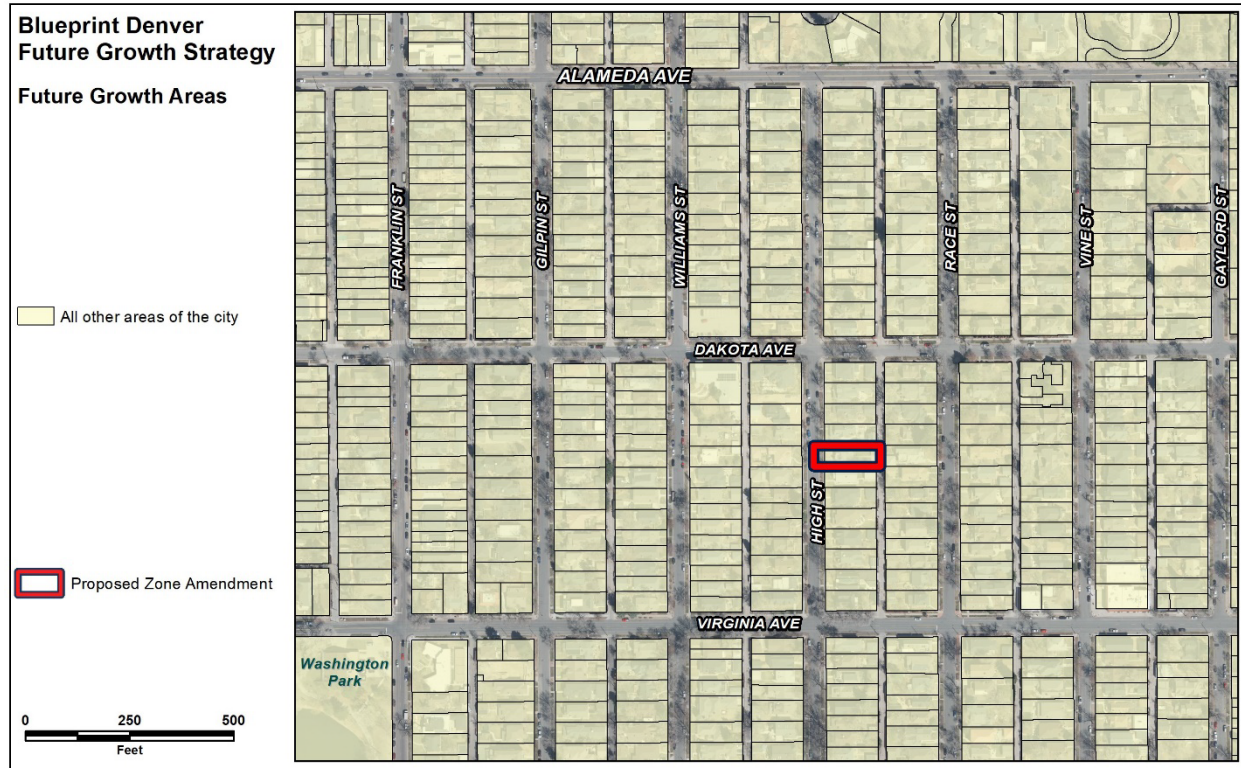 Blueprint Denver
Future Growth Strategy
Future Growth Areas
All other areas of the city
Proposed Zone Amendment
0 250 500
Feet
ALAMEDA AVE
FRANKLIN ST
GILPIN ST
WILLIAMS ST
RACE ST
VINE ST
GAYLORD ST
DAKOTA AVE
HIGH ST
VIRGINIA AVE
Washington
Park